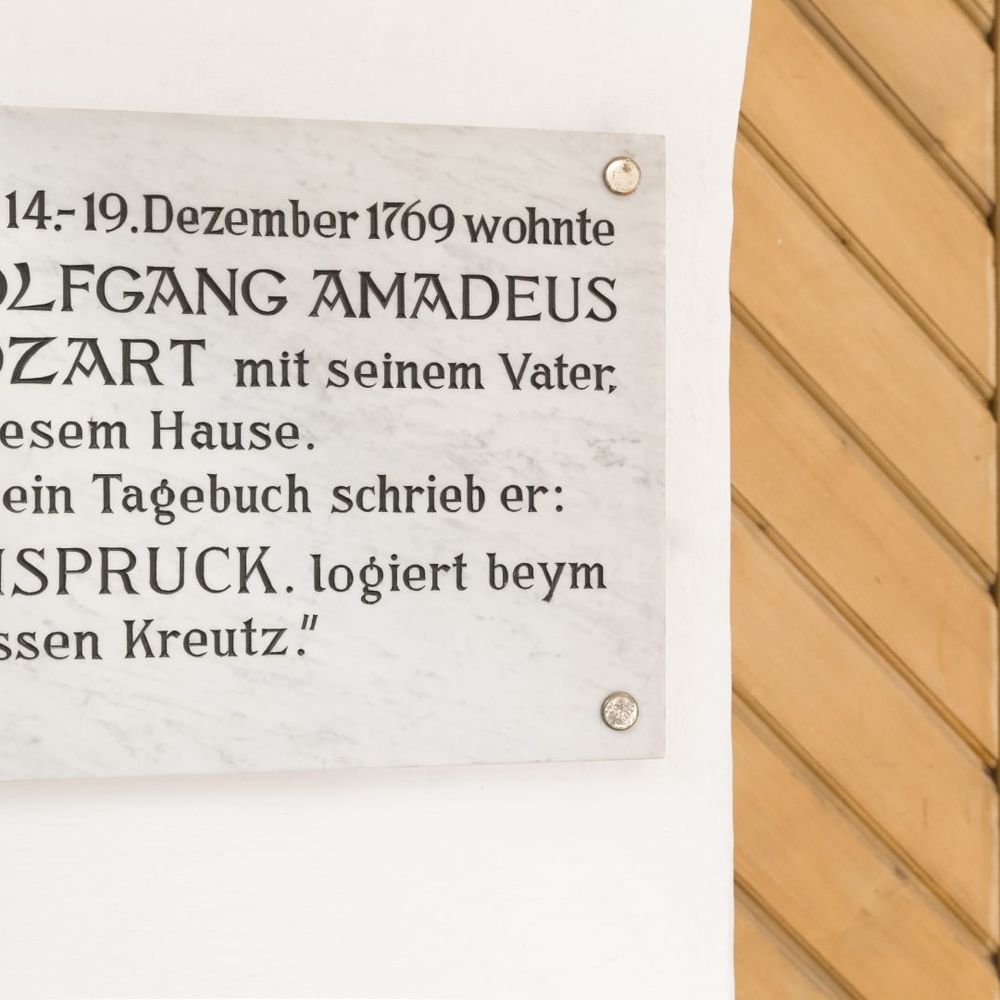 14.-19. Dezember 1769 wohnte
OLFGANG AMADEUS
OZART mit seinem Vater,
esem Hause.
ein Tagebuch schrieb er:
SPRUCK. logiert beym
ssen Kreutz."